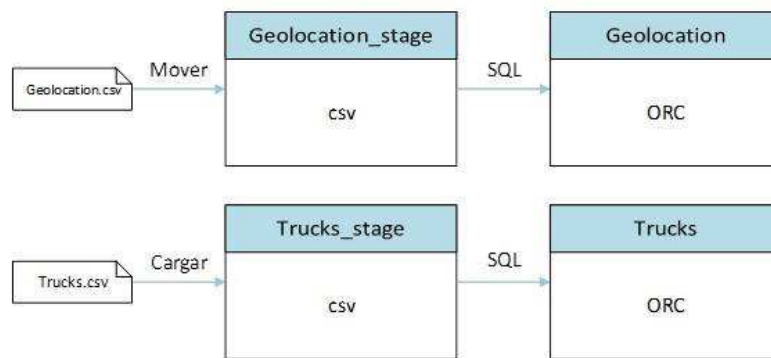 Geolocation_stage
Geolocation
Mover
SQL
Geolocation.csv
csv
ORC
Trucks_stage
Trucks
Cargar
SQL
Trucks.csv
csv
ORC